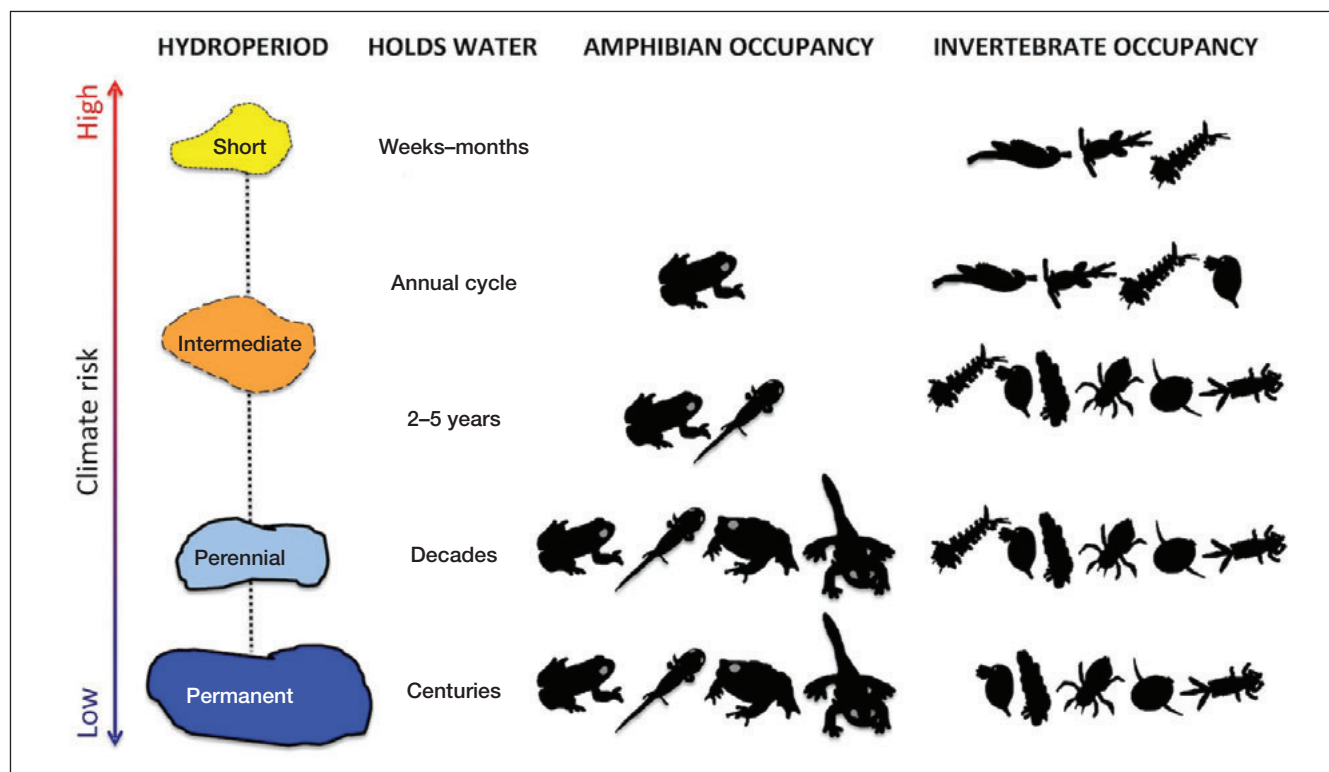 HYDROPERIOD HOLDS WATER AMPHIBIAN OCCUPANCY INVERTEBRATE OCCUPANCY
High
Short Weeks–months
Annual cycle
Intermediate
Climate risk
2–5 years
Perennial Decades
Low
Permanent Centuries